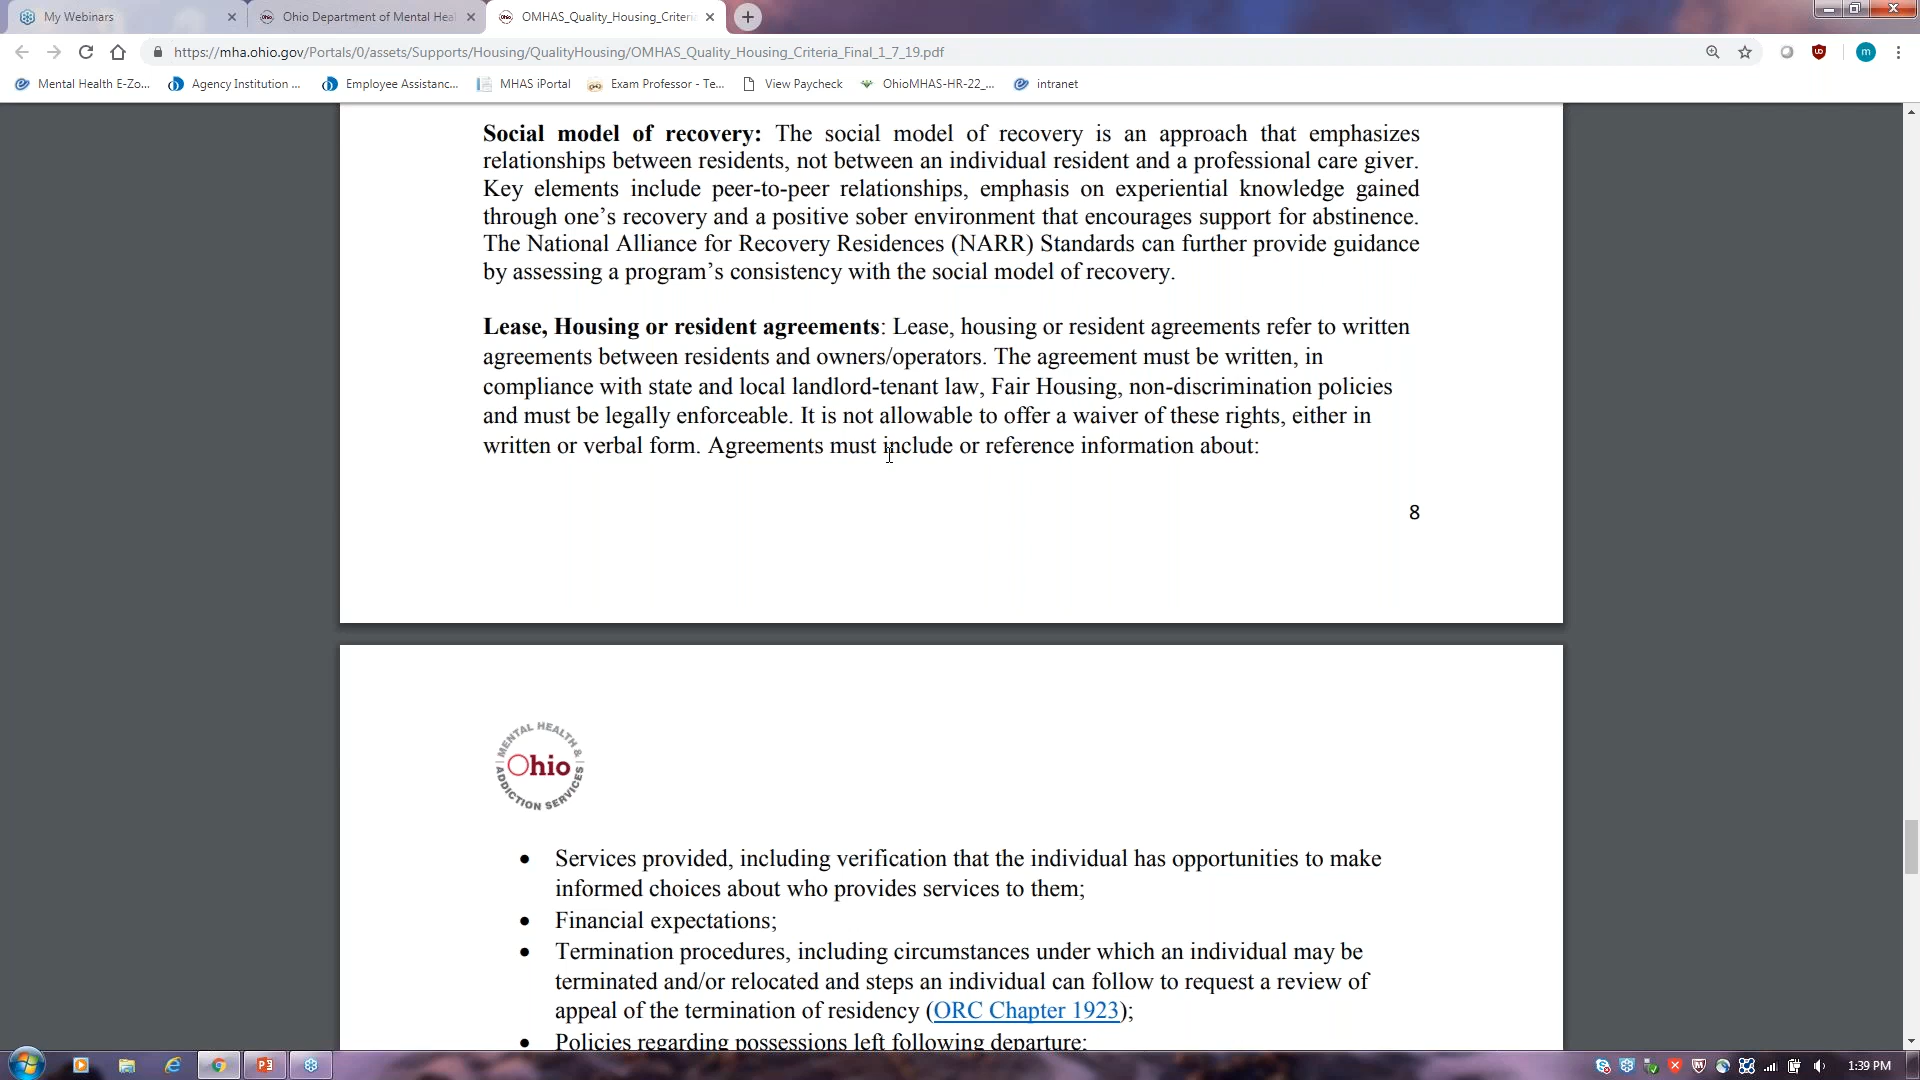 My Webinars
Ohio Department of Mental Heal
OMHAS_Quality_Housing_Criteria
https://mha.ohio.gov/Portals/0/assets/Supports/Housing/QualityHousing/OMHAS_Quality_Housing_Criteria_Final_1_7_19.pdf
m
Mental Health E-Zo...
Agency Institution ...
Employee Assistanc...
MHAS iPortal
Exam Professor - Te...
View Paycheck
OhioMHAS-HR-22_...
intranet
Social model of recovery: The social model of recovery is an approach that emphasizes
relationships between residents, not between an individual resident and a professional care giver.
Key elements include peer-to-peer relationships, emphasis on experiential knowledge gained
through one’s recovery and a positive sober environment that encourages support for abstinence.
The National Alliance for Recovery Residences (NARR) Standards can further provide guidance
by assessing a program’s consistency with the social model of recovery.
Lease, Housing or resident agreements: Lease, housing or resident agreements refer to written
agreements between residents and owners/operators. The agreement must be written, in
compliance with state and local landlord-tenant law, Fair Housing, non-discrimination policies
and must be legally enforceable. It is not allowable to offer a waiver of these rights, either in
written or verbal form. Agreements must include or reference information about:
8
MENTAL HEALTH &
Ohio
ADDICTION SERVICES
• Services provided, including verification that the individual has opportunities to make
informed choices about who provides services to them;
• Financial expectations;
• Termination procedures, including circumstances under which an individual may be
terminated and/or relocated and steps an individual can follow to request a review of
appeal of the termination of residency (ORC Chapter 1923);
• Policies regarding possessions left following departure;
1:39 PM